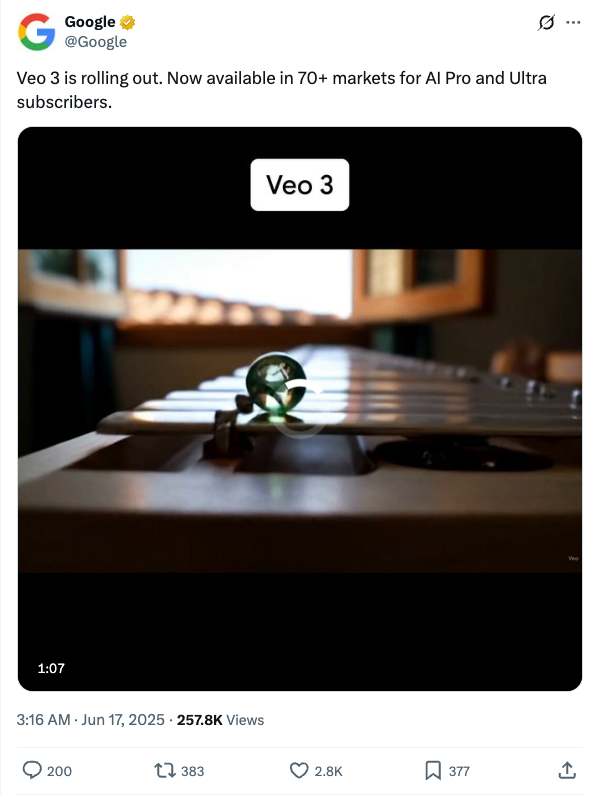 Google
@Google
Veo 3 is rolling out. Now available in 70+ markets for AI Pro and Ultra
subscribers.
Veo 3
Veo
1:07
3:16 AM · Jun 17, 2025 · 257.8K Views
200
383
2.8K
377